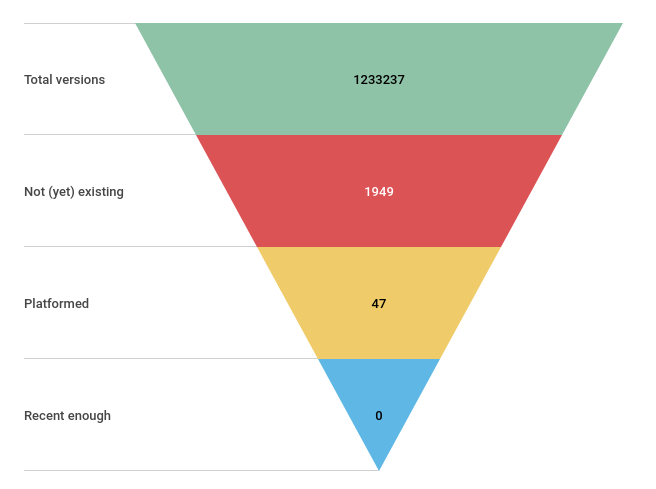 Total versions
1233237
Not (yet) existing
1949
Platformed
47
Recent enough
0